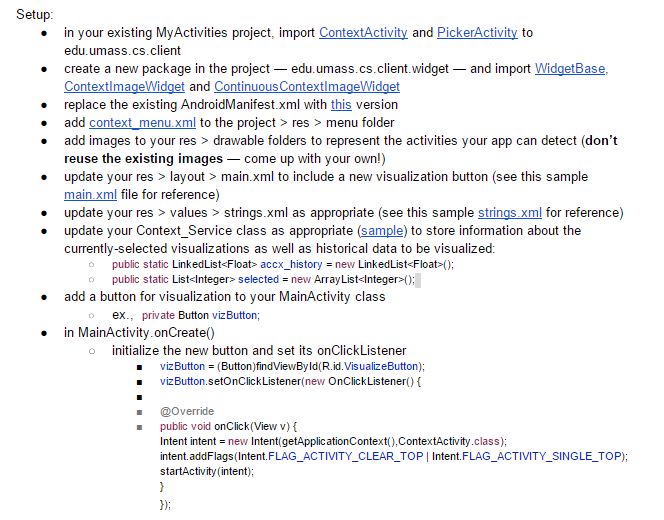 Setup:
● in your existing MyActivities project, import ContextActivity and PickerActivity to
edu.umass.cs.client
● create a new package in the project — edu.umass.cs.client.widget — and import WidgetBase,
ContextImageWidget and ContinuousContextImageWidget
● replace the existing AndroidManifest.xml with this version
● add context_menu.xml to the project > res > menu folder
● add images to your res > drawable folders to represent the activities your app can detect (don't
reuse the existing images — come up with your own!)
● update your res > layout > main.xml to include a new visualization button (see this sample
main.xml file for reference)
● update your res > values > strings.xml as appropriate (see this sample strings.xml for reference)
● update your Context_Service class as appropriate (sample) to store information about the
currently-selected visualizations as well as historical data to be visualized:
○ public static LinkedList<Float> accx_history = new LinkedList<Float>();
○ public static List<Integer> selected = new ArrayList<Integer>();
● add a button for visualization to your MainActivity class
○ ex., private Button vizButton;
● in MainActivity.onCreate()
○ initialize the new button and set its onClickListener
■ vizButton = (Button)findViewById(R.id.VisualizeButton);
■ vizButton.setOnClickListener(new OnClickListener() {
■
■ @Override
■ public void onClick(View v) {
Intent intent = new Intent(getApplicationContext(),ContextActivity.class);
intent.addFlags(Intent.FLAG_ACTIVITY_CLEAR_TOP | Intent.FLAG_ACTIVITY_SINGLE_TOP);
startActivity(intent);
}
});